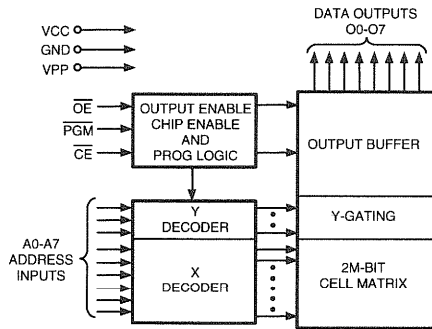 DATA OUTPUTS
O0-O7
VCC
GND
VPP
OE
PGM
CE
OUTPUT ENABLE
CHIP ENABLE
AND
PROG LOGIC
OUTPUT BUFFER
Y
DECODER
Y-GATING
A0-A7
ADDRESS
INPUTS
X
DECODER
2M-BIT
CELL MATRIX